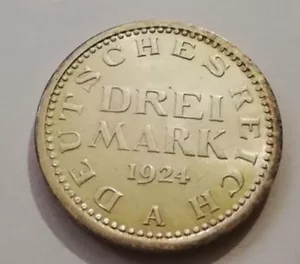 DEUTSCHES REICH
DREI
MARK
1924
A